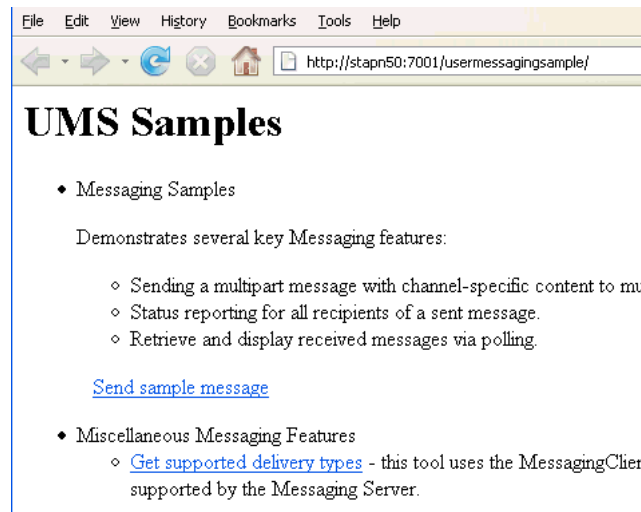 File Edit View History Bookmarks Tools Help
http://stapn50:7001/usermessagingsample/
UMS Samples
Messaging Samples
Demonstrates several key Messaging features:
Sending a multipart message with channel-specific content to
Status reporting for all recipients of a sent message.
Retrieve and display received messages via polling.
Send sample message
Miscellaneous Messaging Features
Get supported delivery types - this tool uses the
supported by the Messaging Server.